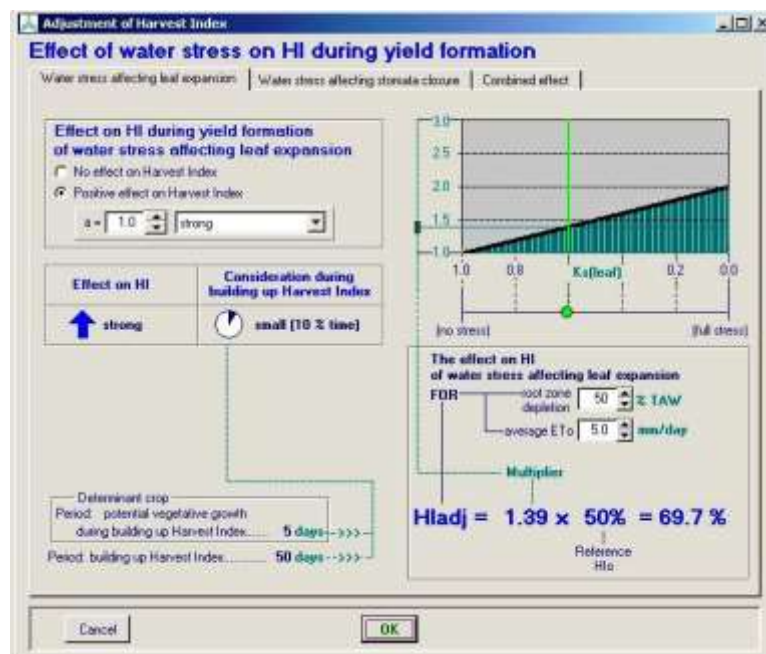 Adjustment of Harvest Index
Effect of water stress on HI during yield formation
Water stress affecting leaf expansion
Water stress affecting stomata closure
Combined effect
Effect on HI during yield formation
of water stress affecting leaf expansion
No effect on Harvest Index
Positive effect on Harvest Index
a = 1.0 strong
Effect on HI
Consideration during
building up Harvest Index
strong
small (10 % time)
Determinant crop
Period: potential vegetative growth
during building up Harvest Index...... 5 days-->>>--
Period: building up Harvest Index............ 50 days-->>>--
3.0
2.5
2.0
1.5
1.0
1.0 0.8 Ks(leaf) 0.2 0.0
(no stress) (full stress)
The effect on HI
of water stress affecting leaf expansion
FOR
root zone
depletion 50 % TAW
average ETo 5.0 mm/day
Multiplier
HIadj = 1.39 x 50% = 69.7 %
Reference
HIo
Cancel
OK